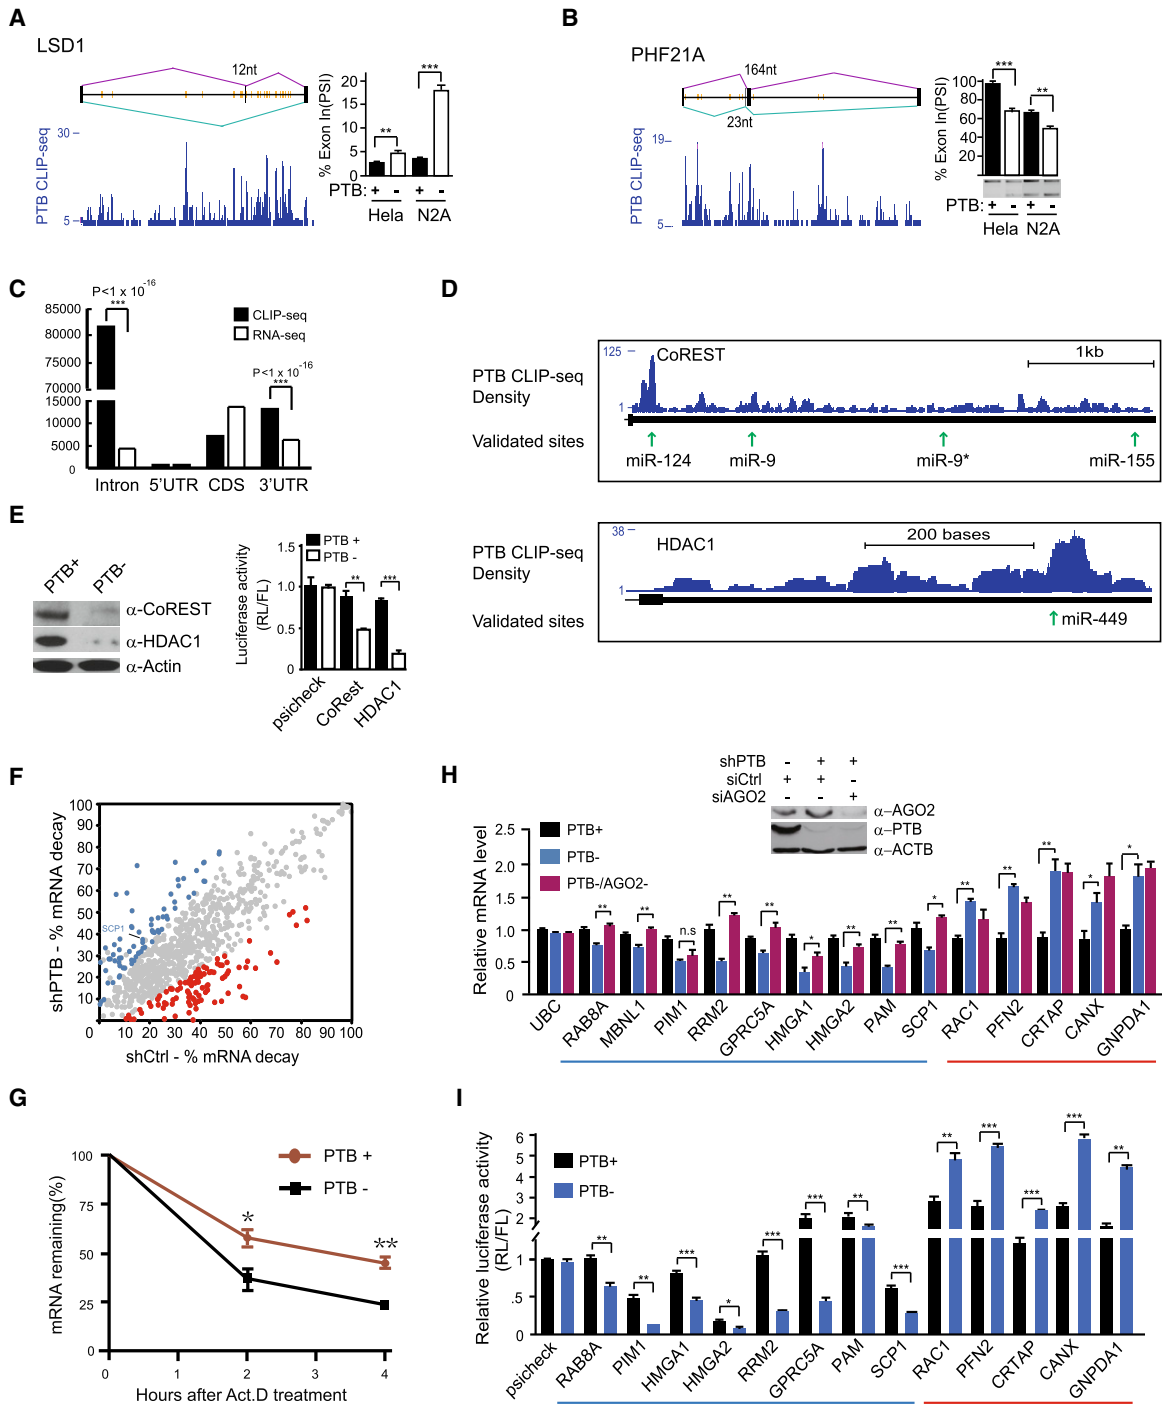 A
LSD1
12nt
30
5
PTB CLIP-seq
% Exon In(PSI)
20
15
10
5
0
**
***
PTB: + - + -
Hela N2A
B
PHF21A
164nt
23nt
19
5
PTB CLIP-seq
% Exon In(PSI)
100
80
60
40
20
***
**
PTB: + - + -
Hela N2A
C
P<1 x 10-16
***
85000
80000
75000
70000
15000
10000
5000
0
CLIP-seq
RNA-seq
P<1 x 10-16
***
Intron 5'UTR CDS 3'UTR
D
125
1
CoREST
1kb
PTB CLIP-seq
Density
Validated sites
miR-124 miR-9 miR-9* miR-155
38
1
HDAC1
200 bases
PTB CLIP-seq
Density
Validated sites
miR-449
E
PTB+ PTB-
α-CoREST
α-HDAC1
α-Actin
Luciferase activity
(RL/FL)
1.5
1.0
0.5
0
PTB +
PTB -
**
***
psicheck CoRest HDAC1
F
shPTB - % mRNA decay
100
90
80
70
60
50
40
30
20
10
SCP1
0 10 20 30 40 50 60 70 80 90 100
shCtrl - % mRNA decay
G
mRNA remaining(%)
100
75
50
25
0
PTB +
PTB -
*
**
0 1 2 3 4
Hours after Act.D treatment
H
shPTB - + +
siCtrl + + -
siAGO2 - - +
α–AGO2
α–PTB
α–ACTB
Relative mRNA level
2.5
2.0
1.5
1.0
0.5
0
PTB+
PTB-
PTB-/AGO2-
** ** n.s ** ** * ** ** * ** ** ** * *
UBC RAB8A MBNL1 PIM1 RRM2 GPRC5A HMGA1 HMGA2 PAM SCP1 RAC1 PFN2 CRTAP CANX GNPDA1
I
Relative luciferase activity
(RL/FL)
6
5
4
3
2
1
.5
0
PTB+
PTB-
** ** *** * *** *** ** *** ** *** *** *** **
psicheck RAB8A PIM1 HMGA1 HMGA2 RRM2 GPRC5A PAM SCP1 RAC1 PFN2 CRTAP CANX GNPDA1